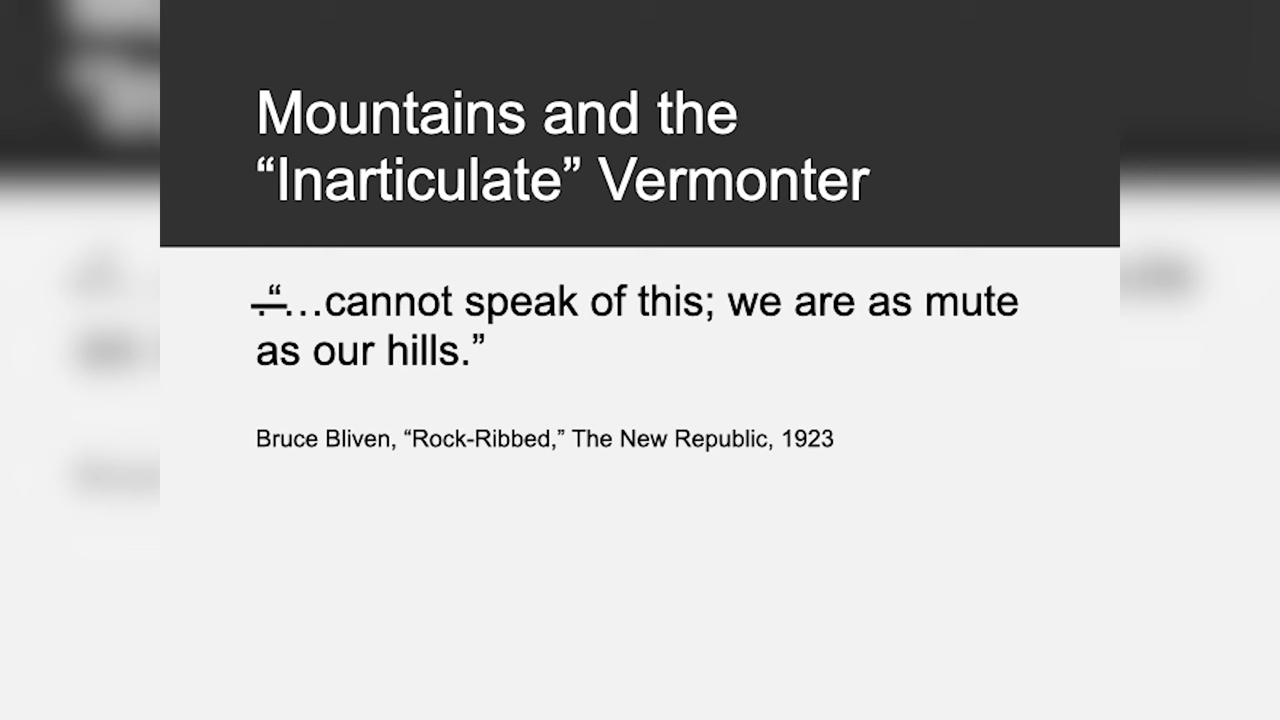 Mountains and the
“Inarticulate” Vermonter
.“…cannot speak of this; we are as mute
as our hills.”
Bruce Bliven, “Rock-Ribbed,” The New Republic, 1923